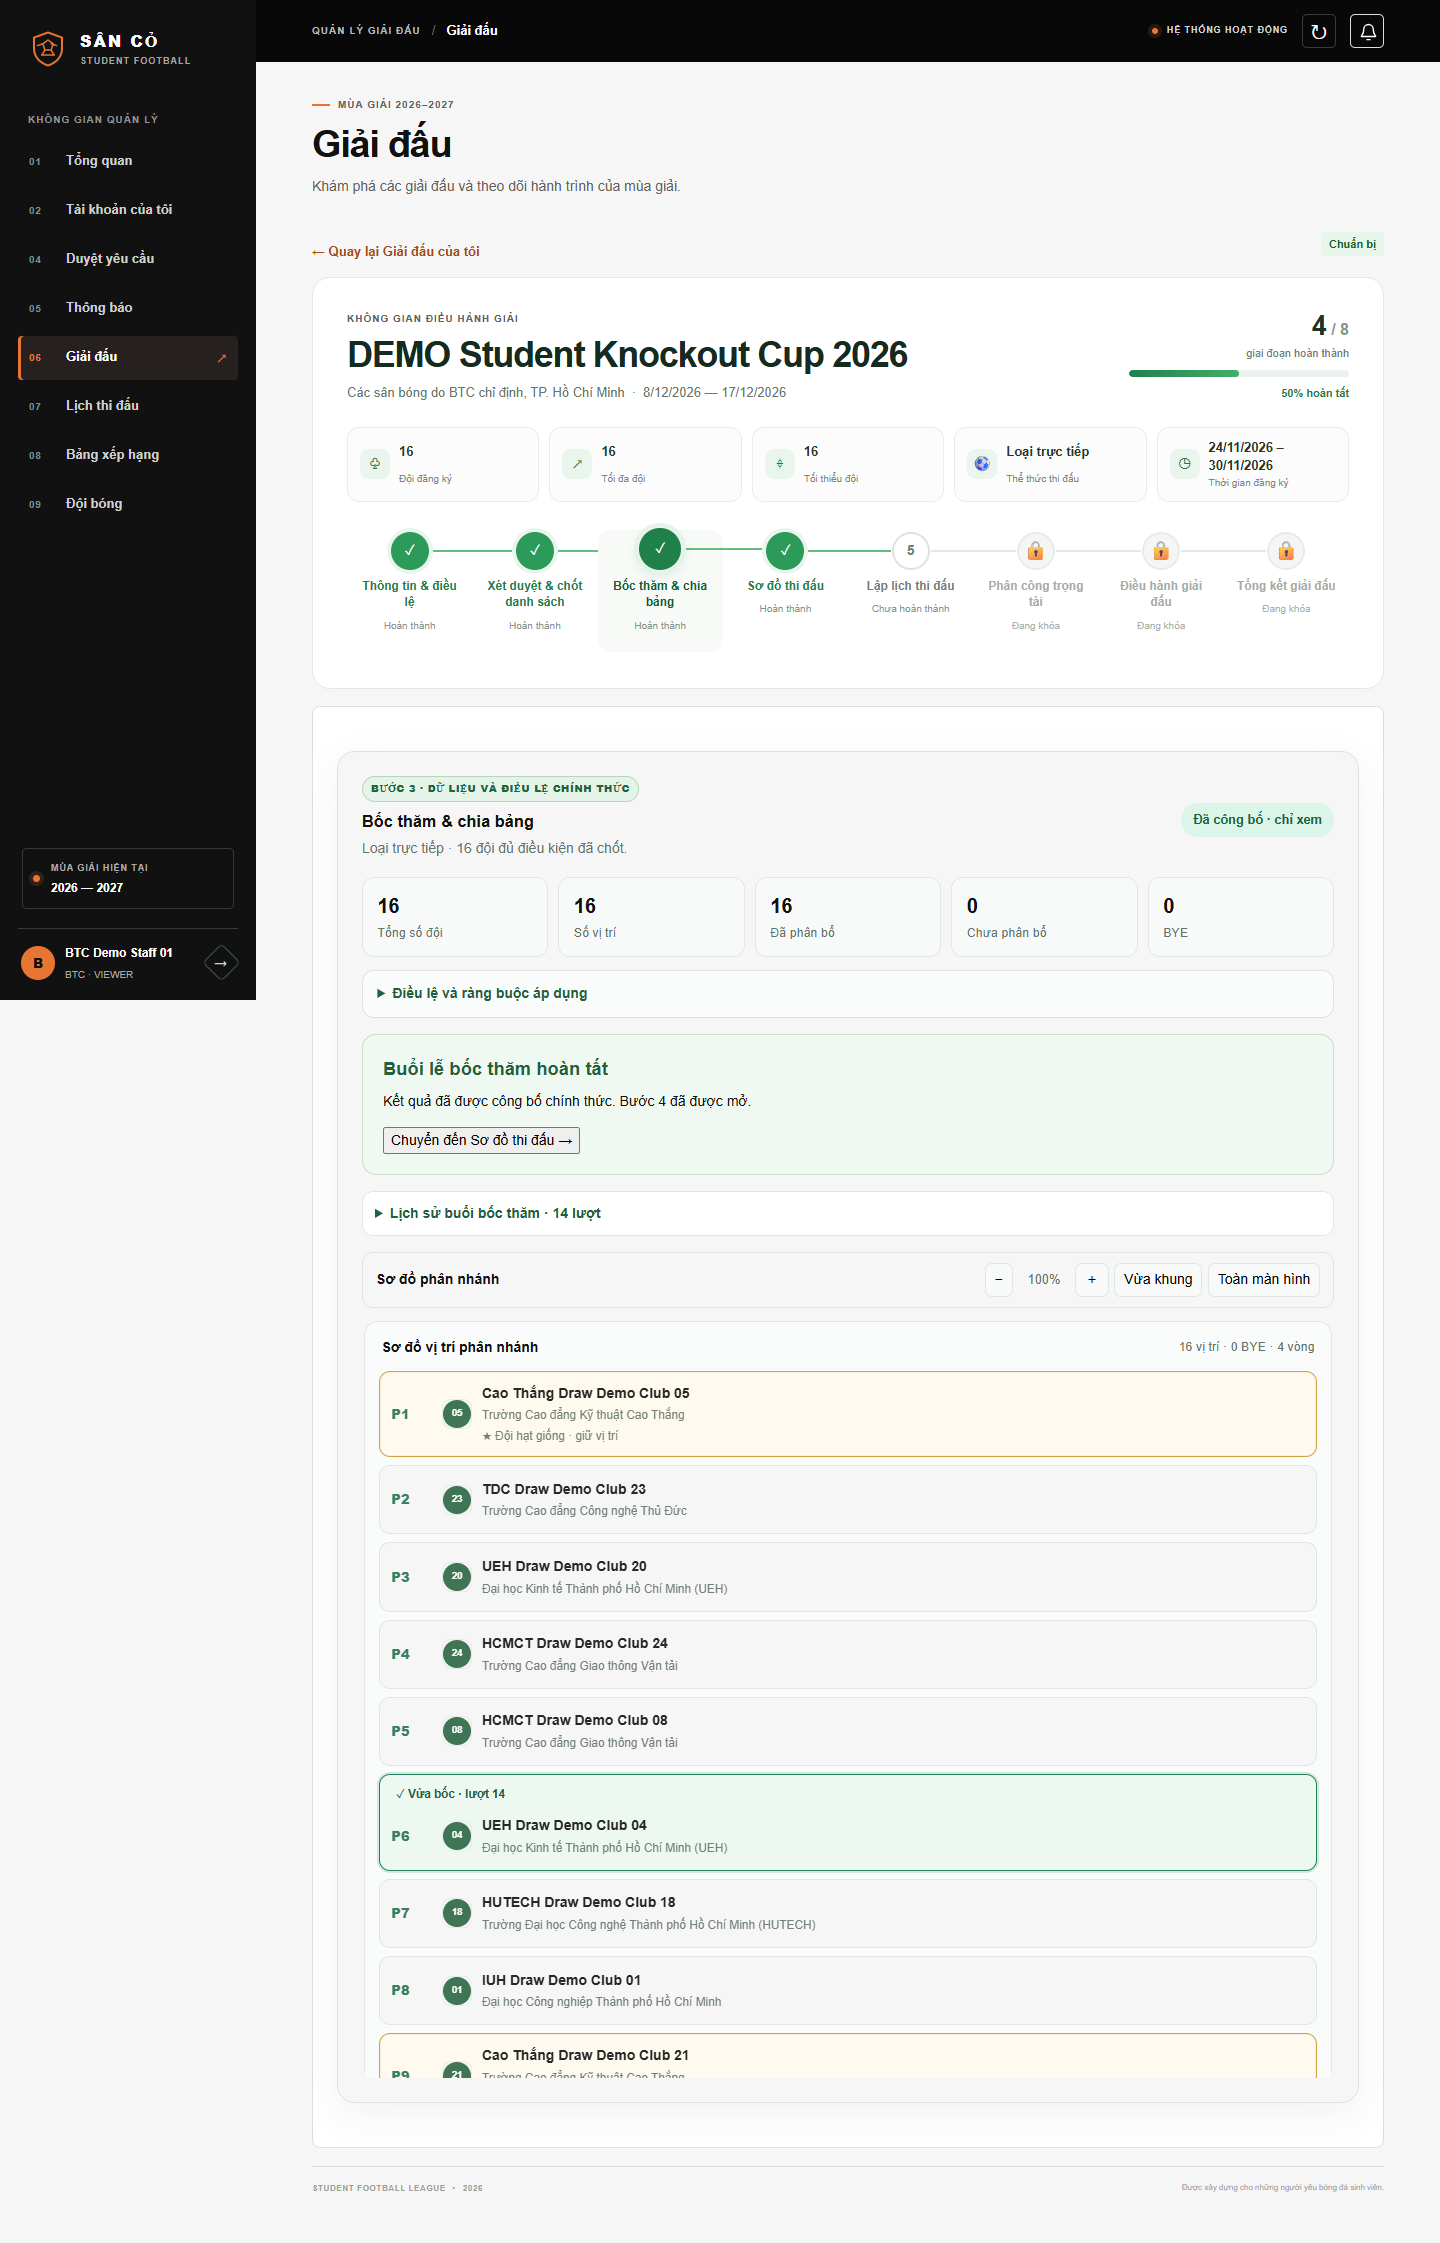 SÂN CỎ
STUDENT FOOTBALL
KHÔNG GIAN QUẢN LÝ
01 Tổng quan
02 Tài khoản của tôi
04 Duyệt yêu cầu
05 Thông báo
06 Giải đấu ↗
07 Lịch thi đấu
08 Bảng xếp hạng
09 Đội bóng
MÙA GIẢI HIỆN TẠI
2026 — 2027
B
BTC Demo Staff 01
BTC · VIEWER
→
QUẢN LÝ GIẢI ĐẤU / Giải đấu
HỆ THỐNG HOẠT ĐỘNG
↻
MÙA GIẢI 2026–2027
Giải đấu
Khám phá các giải đấu và theo dõi hành trình của mùa giải.
← Quay lại Giải đấu của tôi
Chuẩn bị
KHÔNG GIAN ĐIỀU HÀNH GIẢI
DEMO Student Knockout Cup 2026
Các sân bóng do BTC chỉ định, TP. Hồ Chí Minh · 8/12/2026 — 17/12/2026
4 / 8
giai đoạn hoàn thành
50% hoàn tất
16
Đội đăng ký
16
Tối đa đội
16
Tối thiểu đội
Loại trực tiếp
Thể thức thi đấu
24/11/2026 –
30/11/2026
Thời gian đăng ký
✓
Thông tin & điều
lệ
Hoàn thành
✓
Xét duyệt & chốt
danh sách
Hoàn thành
✓
Bốc thăm & chia
bảng
Hoàn thành
✓
Sơ đồ thi đấu
Hoàn thành
5
Lập lịch thi đấu
Chưa hoàn thành
Phân công trọng
tài
Đang khóa
Điều hành giải
đấu
Đang khóa
Tổng kết giải đấu
Đang khóa
BƯỚC 3 · DỮ LIỆU VÀ ĐIỀU LỆ CHÍNH THỨC
Bốc thăm & chia bảng
Loại trực tiếp · 16 đội đủ điều kiện đã chốt.
Đã công bố · chỉ xem
16
Tổng số đội
16
Số vị trí
16
Đã phân bổ
0
Chưa phân bổ
0
BYE
▶ Điều lệ và ràng buộc áp dụng
Buổi lễ bốc thăm hoàn tất
Kết quả đã được công bố chính thức. Bước 4 đã được mở.
Chuyển đến Sơ đồ thi đấu →
▶ Lịch sử buổi bốc thăm · 14 lượt
Sơ đồ phân nhánh
− 100% + Vừa khung Toàn màn hình
Sơ đồ vị trí phân nhánh
16 vị trí · 0 BYE · 4 vòng
P1 05
Cao Thắng Draw Demo Club 05
Trường Cao đẳng Kỹ thuật Cao Thắng
★ Đội hạt giống · giữ vị trí
P2 23
TDC Draw Demo Club 23
Trường Cao đẳng Công nghệ Thủ Đức
P3 20
UEH Draw Demo Club 20
Đại học Kinh tế Thành phố Hồ Chí Minh (UEH)
P4 24
HCMCT Draw Demo Club 24
Trường Cao đẳng Giao thông Vận tải
P5 08
HCMCT Draw Demo Club 08
Trường Cao đẳng Giao thông Vận tải
✓ Vừa bốc · lượt 14
P6 04
UEH Draw Demo Club 04
Đại học Kinh tế Thành phố Hồ Chí Minh (UEH)
P7 18
HUTECH Draw Demo Club 18
Trường Đại học Công nghệ Thành phố Hồ Chí Minh (HUTECH)
P8 01
IUH Draw Demo Club 01
Đại học Công nghiệp Thành phố Hồ Chí Minh
P9 21
Cao Thắng Draw Demo Club 21
Trường Cao đẳng Kỹ thuật Cao Thắng
STUDENT FOOTBALL LEAGUE • 2026
Được xây dựng cho những người yêu bóng đá sinh viên.